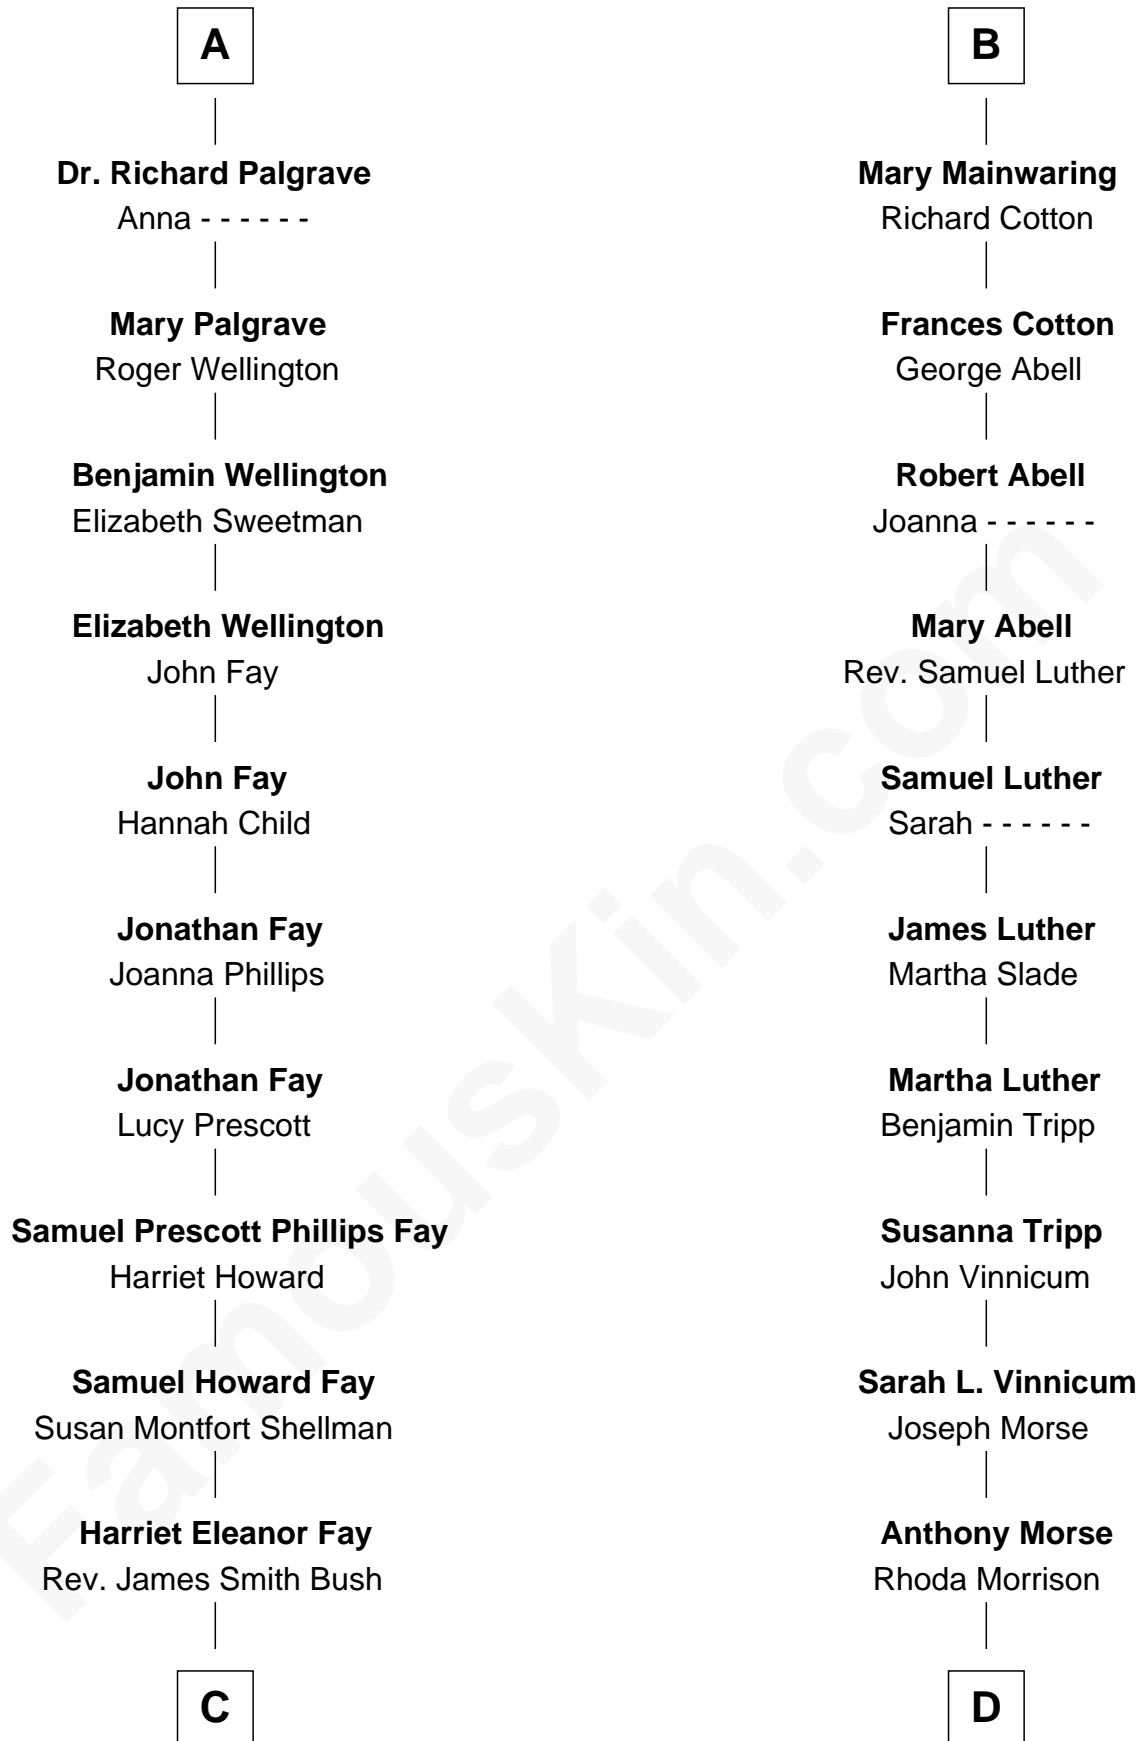 A
Dr. Richard Palgrave
Anna - - - - - -
Mary Palgrave
Roger Wellington
Benjamin Wellington
Elizabeth Sweetman
Elizabeth Wellington
John Fay
John Fay
Hannah Child
Jonathan Fay
Joanna Phillips
Jonathan Fay
Lucy Prescott
Samuel Prescott Phillips Fay
Harriet Howard
Samuel Howard Fay
Susan Montfort Shellman
Harriet Eleanor Fay
Rev. James Smith Bush
C
B
Mary Mainwaring
Richard Cotton
Frances Cotton
George Abell
Robert Abell
Joanna - - - - - -
Mary Abell
Rev. Samuel Luther
Samuel Luther
Sarah - - - - - -
James Luther
Martha Slade
Martha Luther
Benjamin Tripp
Susanna Tripp
John Vinnicum
Sarah L. Vinnicum
Joseph Morse
Anthony Morse
Rhoda Morrison
D
FamousKin.com